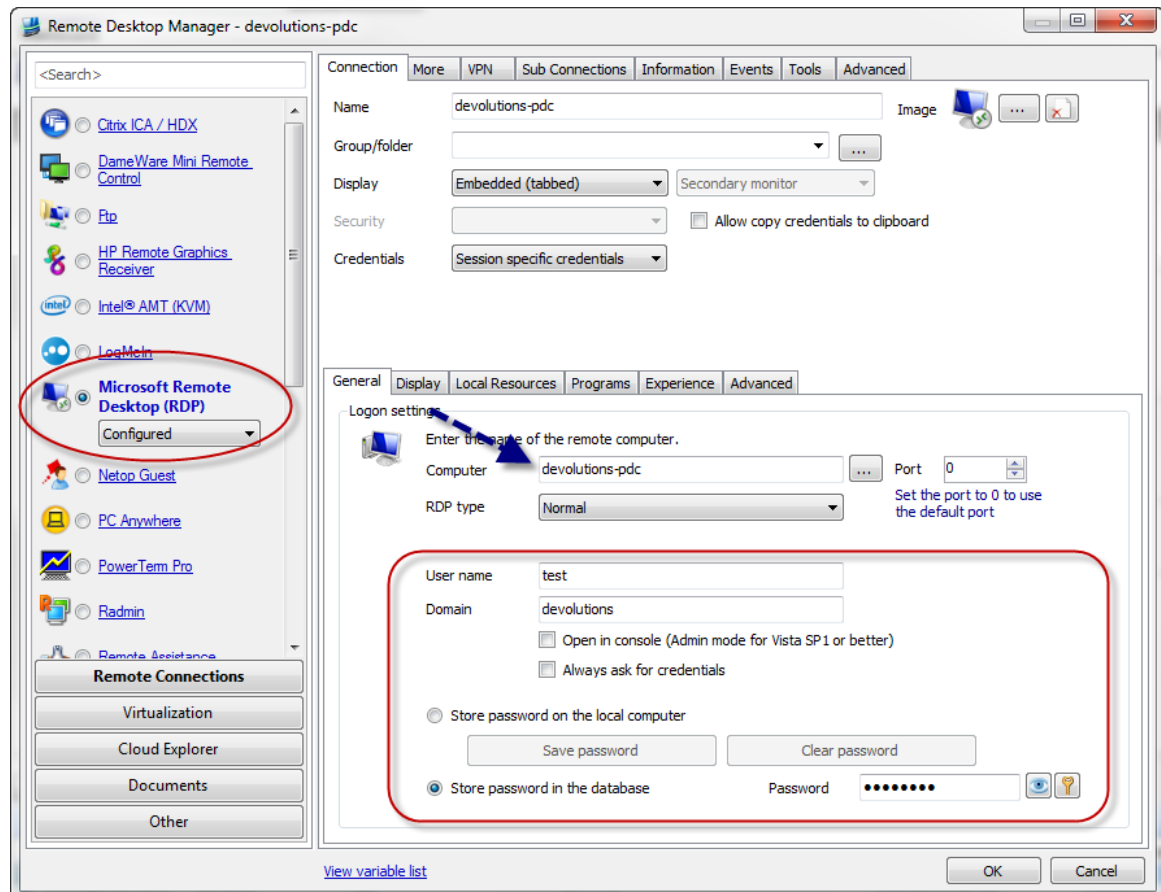 Remote Desktop Manager - devolutions-pdc
<Search>
Citrix ICA / HDX
DameWare Mini Remote
Control
Ftp
HP Remote Graphics
Receiver
intel
Intel® AMT (KVM)
LogMeIn
Microsoft Remote
Desktop (RDP)
Configured
Netop Guest
PC Anywhere
PowerTerm Pro
Radmin
Remote Assistance
Remote Connections
Virtualization
Cloud Explorer
Documents
Other
Connection More VPN Sub Connections Information Events Tools Advanced
Name devolutions-pdc Image ...
Group/folder ...
Display Embedded (tabbed) Secondary monitor
Security Allow copy credentials to clipboard
Credentials Session specific credentials
General Display Local Resources Programs Experience Advanced
Logon settings
Enter the name of the remote computer.
Computer devolutions-pdc ... Port 0
Set the port to 0 to use
the default port
RDP type Normal
User name test
Domain devolutions
Open in console (Admin mode for Vista SP1 or better)
Always ask for credentials
Store password on the local computer
Save password Clear password
Store password in the database Password ••••••••
View variable list OK Cancel